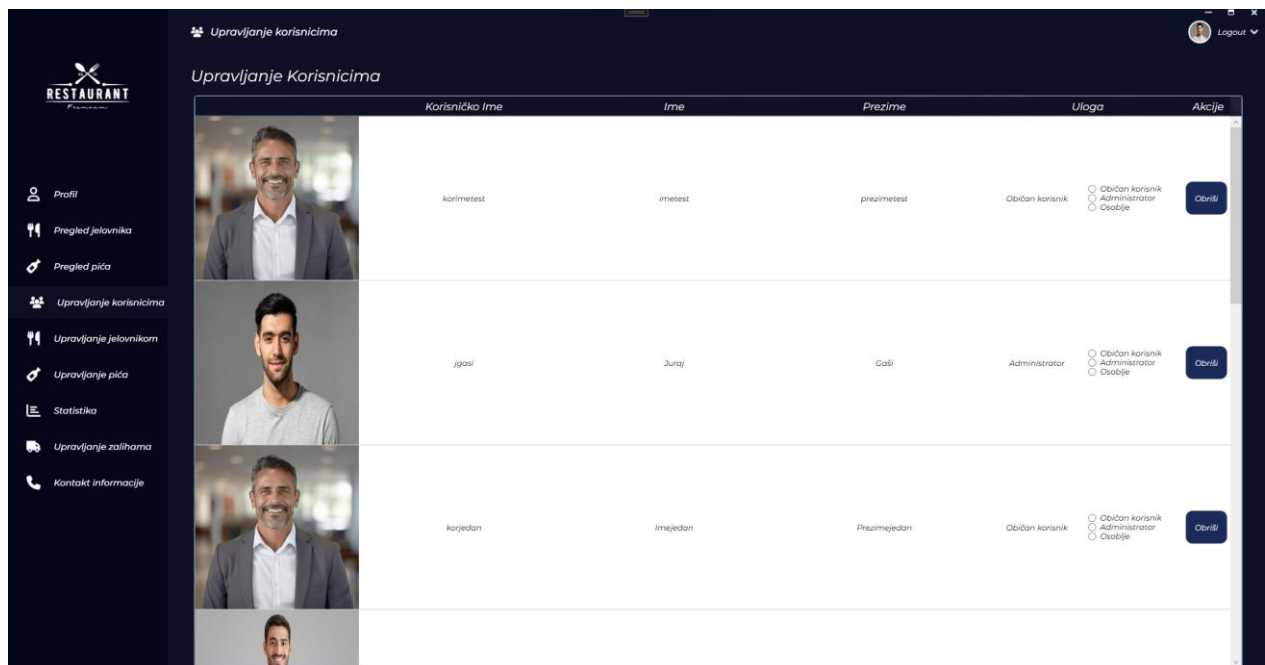 Upravljanje korisnicima
Logout
RESTAURANT
Premium
Upravljanje Korisnicima
Profil
Pregled jelovnika
Pregled pića
Upravljanje korisnicima
Upravljanje jelovnikom
Upravljanje pića
Statistika
Upravljanje zalihama
Kontakt informacije
Korisničko Ime Ime Prezime Uloga Akcije
korimetest imetest prezimetest Običan korisnik
Običan korisnik
Administrator
Osoblje
Obriši
jgasi Juraj Gaši Administrator
Običan korisnik
Administrator
Osoblje
Obriši
korjedan Imejedan Prezimejedan Običan korisnik
Običan korisnik
Administrator
Osoblje
Obriši